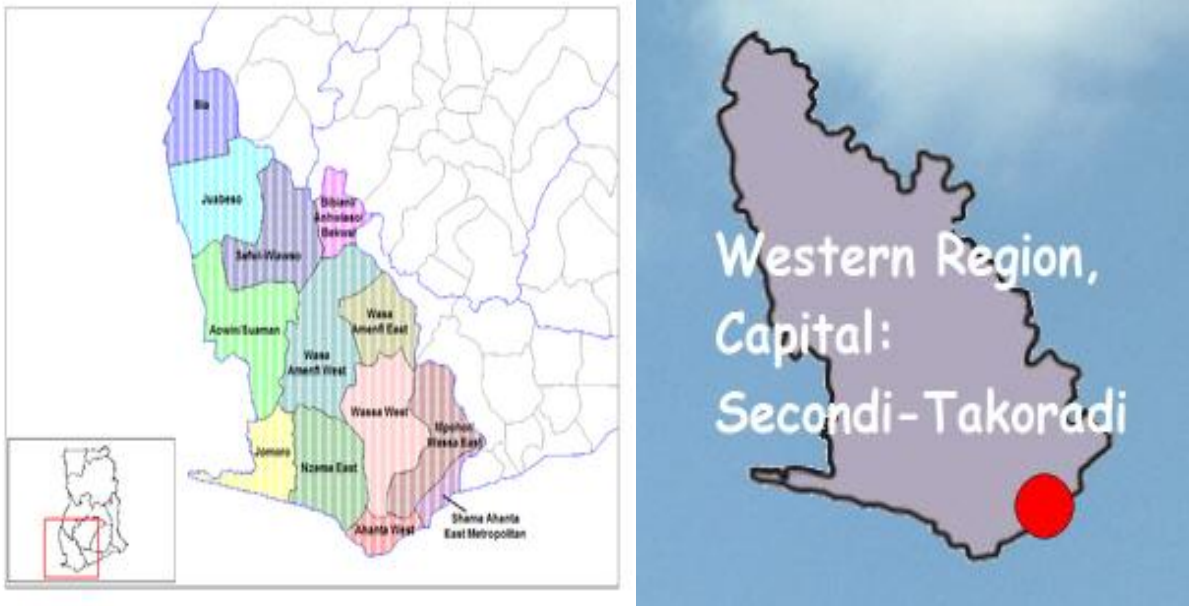 Bia
Juabeso
Bibiani/
Anhwiaso/
Bekwai
Sefwi-Wiawso
Aowin/Suaman
Wasa
Amenfi East
Wasa
Amenfi West
Wassa West
Mpohor
Wassa East
Jomoro
Nzema East
Ahanta West
Shama Ahanta
East Metropolitan
Western Region,
Capital:
Secondi-Takoradi